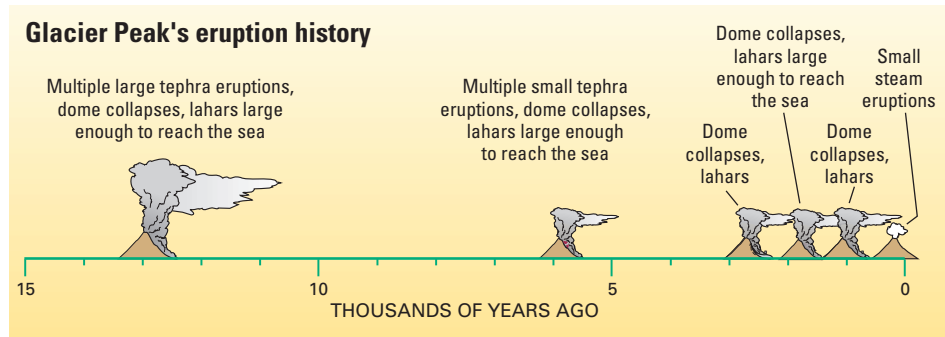 Glacier Peak's eruption history
Multiple large tephra eruptions,
dome collapses, lahars large
enough to reach the sea
Multiple small tephra
eruptions, dome collapses,
lahars large enough
to reach the sea
Dome
collapses,
lahars
Dome collapses,
lahars large
enough to reach
the sea
Dome
collapses,
lahars
Small
steam
eruptions
15
10
5
0
THOUSANDS OF YEARS AGO